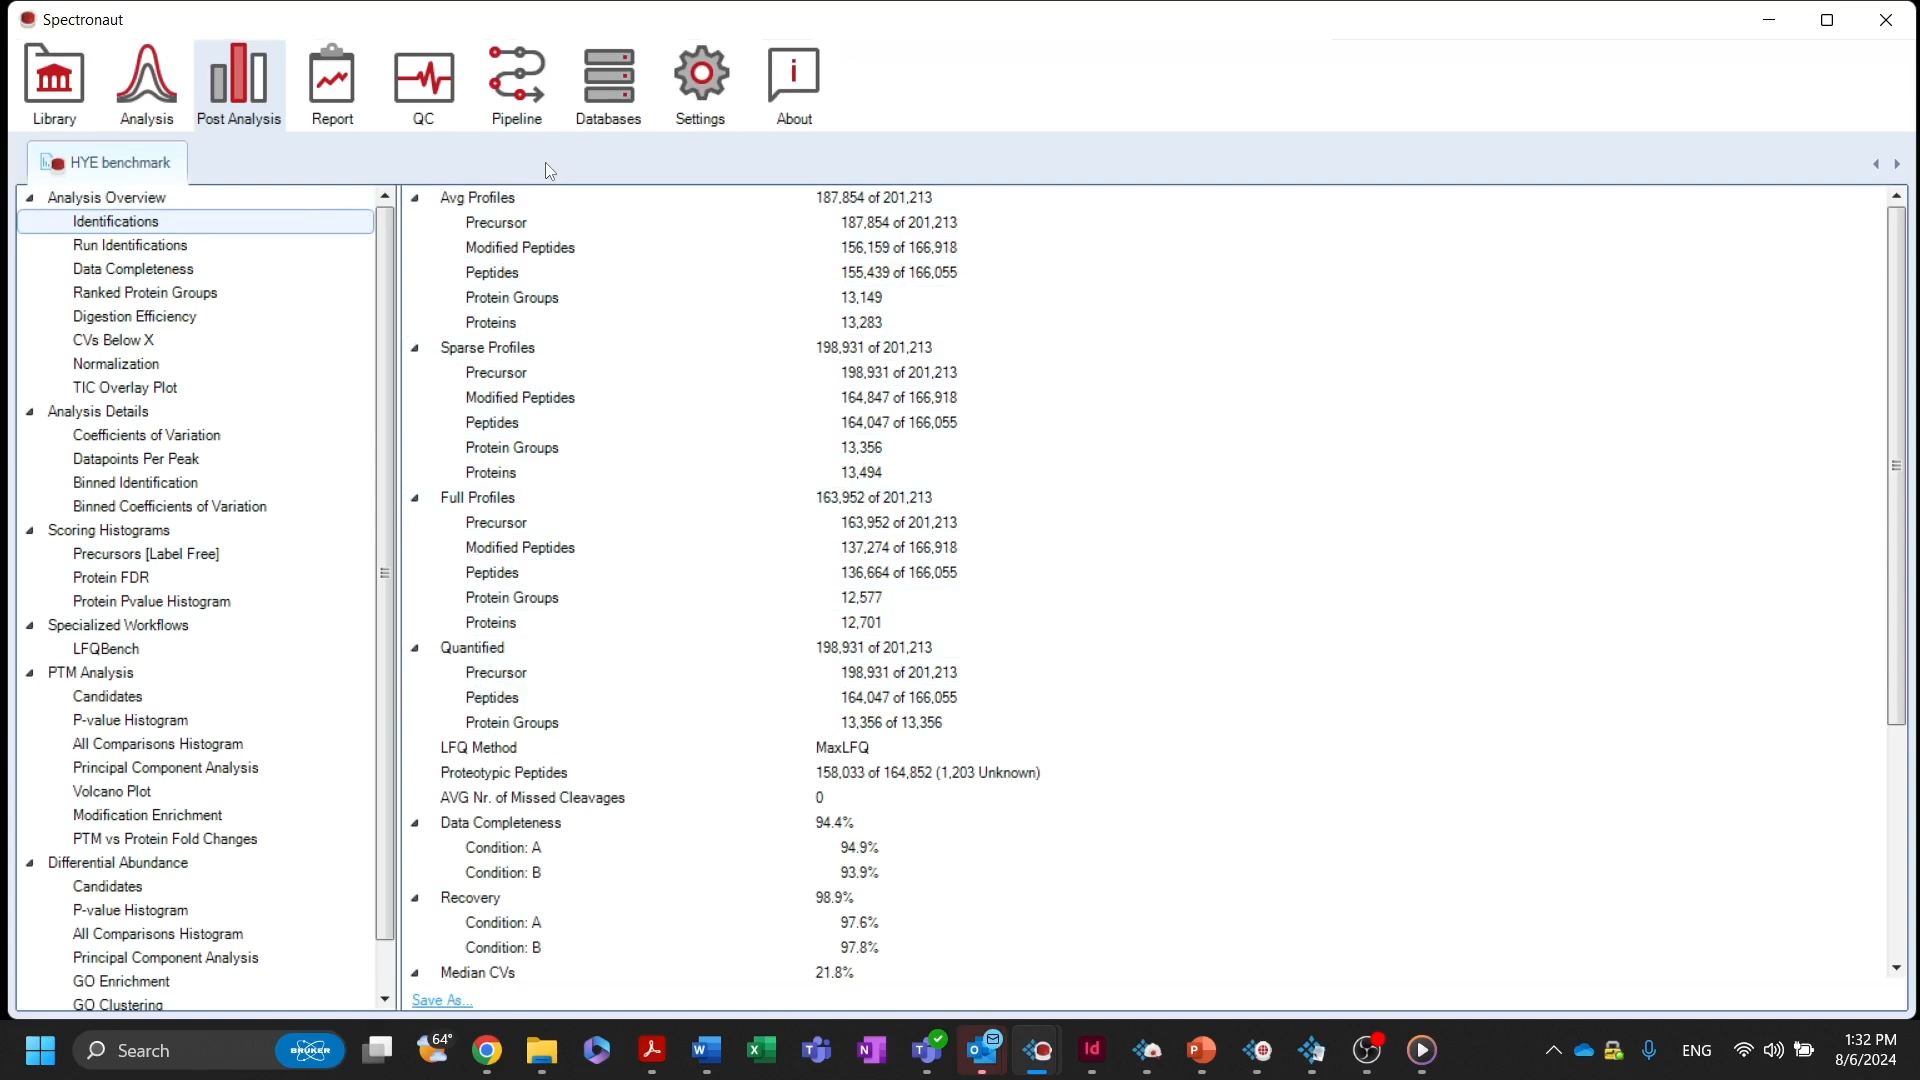 Spectronaut
Library
Analysis
Post Analysis
Report
QC
Pipeline
Databases
Settings
About
HYE benchmark
Analysis Overview
Identifications
Run Identifications
Data Completeness
Ranked Protein Groups
Digestion Efficiency
CVs Below X
Normalization
TIC Overlay Plot
Analysis Details
Coefficients of Variation
Datapoints Per Peak
Binned Identification
Binned Coefficients of Variation
Scoring Histograms
Precursors [Label Free]
Protein FDR
Protein Pvalue Histogram
Specialized Workflows
LFQBench
PTM Analysis
Candidates
P-value Histogram
All Comparisons Histogram
Principal Component Analysis
Volcano Plot
Modification Enrichment
PTM vs Protein Fold Changes
Differential Abundance
Candidates
P-value Histogram
All Comparisons Histogram
Principal Component Analysis
GO Enrichment
GO Clustering
Avg Profiles 187,854 of 201,213
Precursor 187,854 of 201,213
Modified Peptides 156,159 of 166,918
Peptides 155,439 of 166,055
Protein Groups 13,149
Proteins 13,283
Sparse Profiles 198,931 of 201,213
Precursor 198,931 of 201,213
Modified Peptides 164,847 of 166,918
Peptides 164,047 of 166,055
Protein Groups 13,356
Proteins 13,494
Full Profiles 163,952 of 201,213
Precursor 163,952 of 201,213
Modified Peptides 137,274 of 166,918
Peptides 136,664 of 166,055
Protein Groups 12,577
Proteins 12,701
Quantified 198,931 of 201,213
Precursor 198,931 of 201,213
Peptides 164,047 of 166,055
Protein Groups 13,356 of 13,356
LFQ Method MaxLFQ
Proteotypic Peptides 158,033 of 164,852 (1,203 Unknown)
AVG Nr. of Missed Cleavages 0
Data Completeness 94.4%
Condition: A 94.9%
Condition: B 93.9%
Recovery 98.9%
Condition: A 97.6%
Condition: B 97.8%
Median CVs 21.8%
Save As...
Search
BRUKER
64°
ENG
1:32 PM
8/6/2024